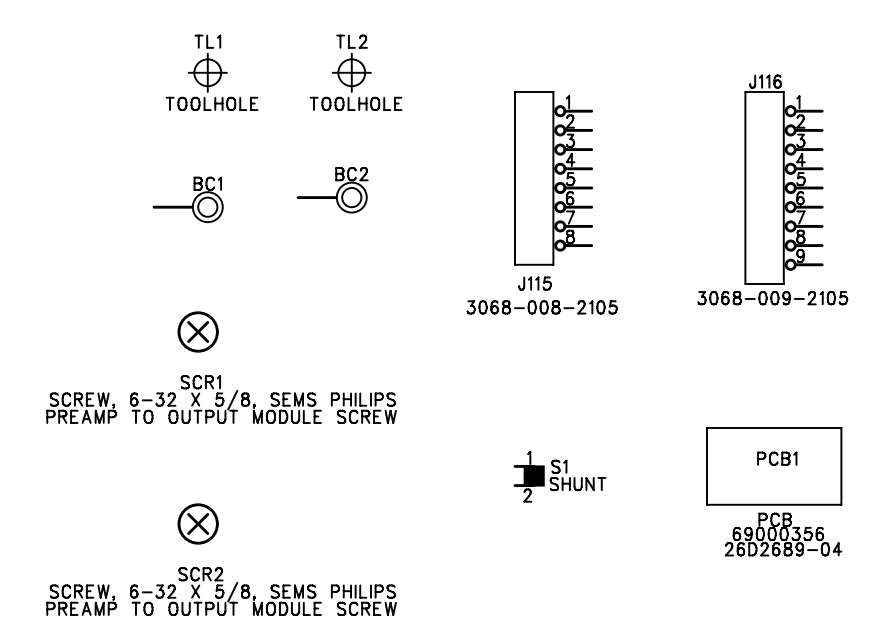 TL1
TOOLHOLE
TL2
TOOLHOLE
BC1
BC2
1
2
3
4
5
6
7
8
J115
3068-008-2105
J116
1
2
3
4
5
6
7
8
9
3068-009-2105
SCR1
SCREW, 6-32 X 5/8, SEMS PHILIPS
PREAMP TO OUTPUT MODULE SCREW
1
2
S1
SHUNT
PCB1
PCB
69000356
26D2689-04
SCR2
SCREW, 6-32 X 5/8, SEMS PHILIPS
PREAMP TO OUTPUT MODULE SCREW